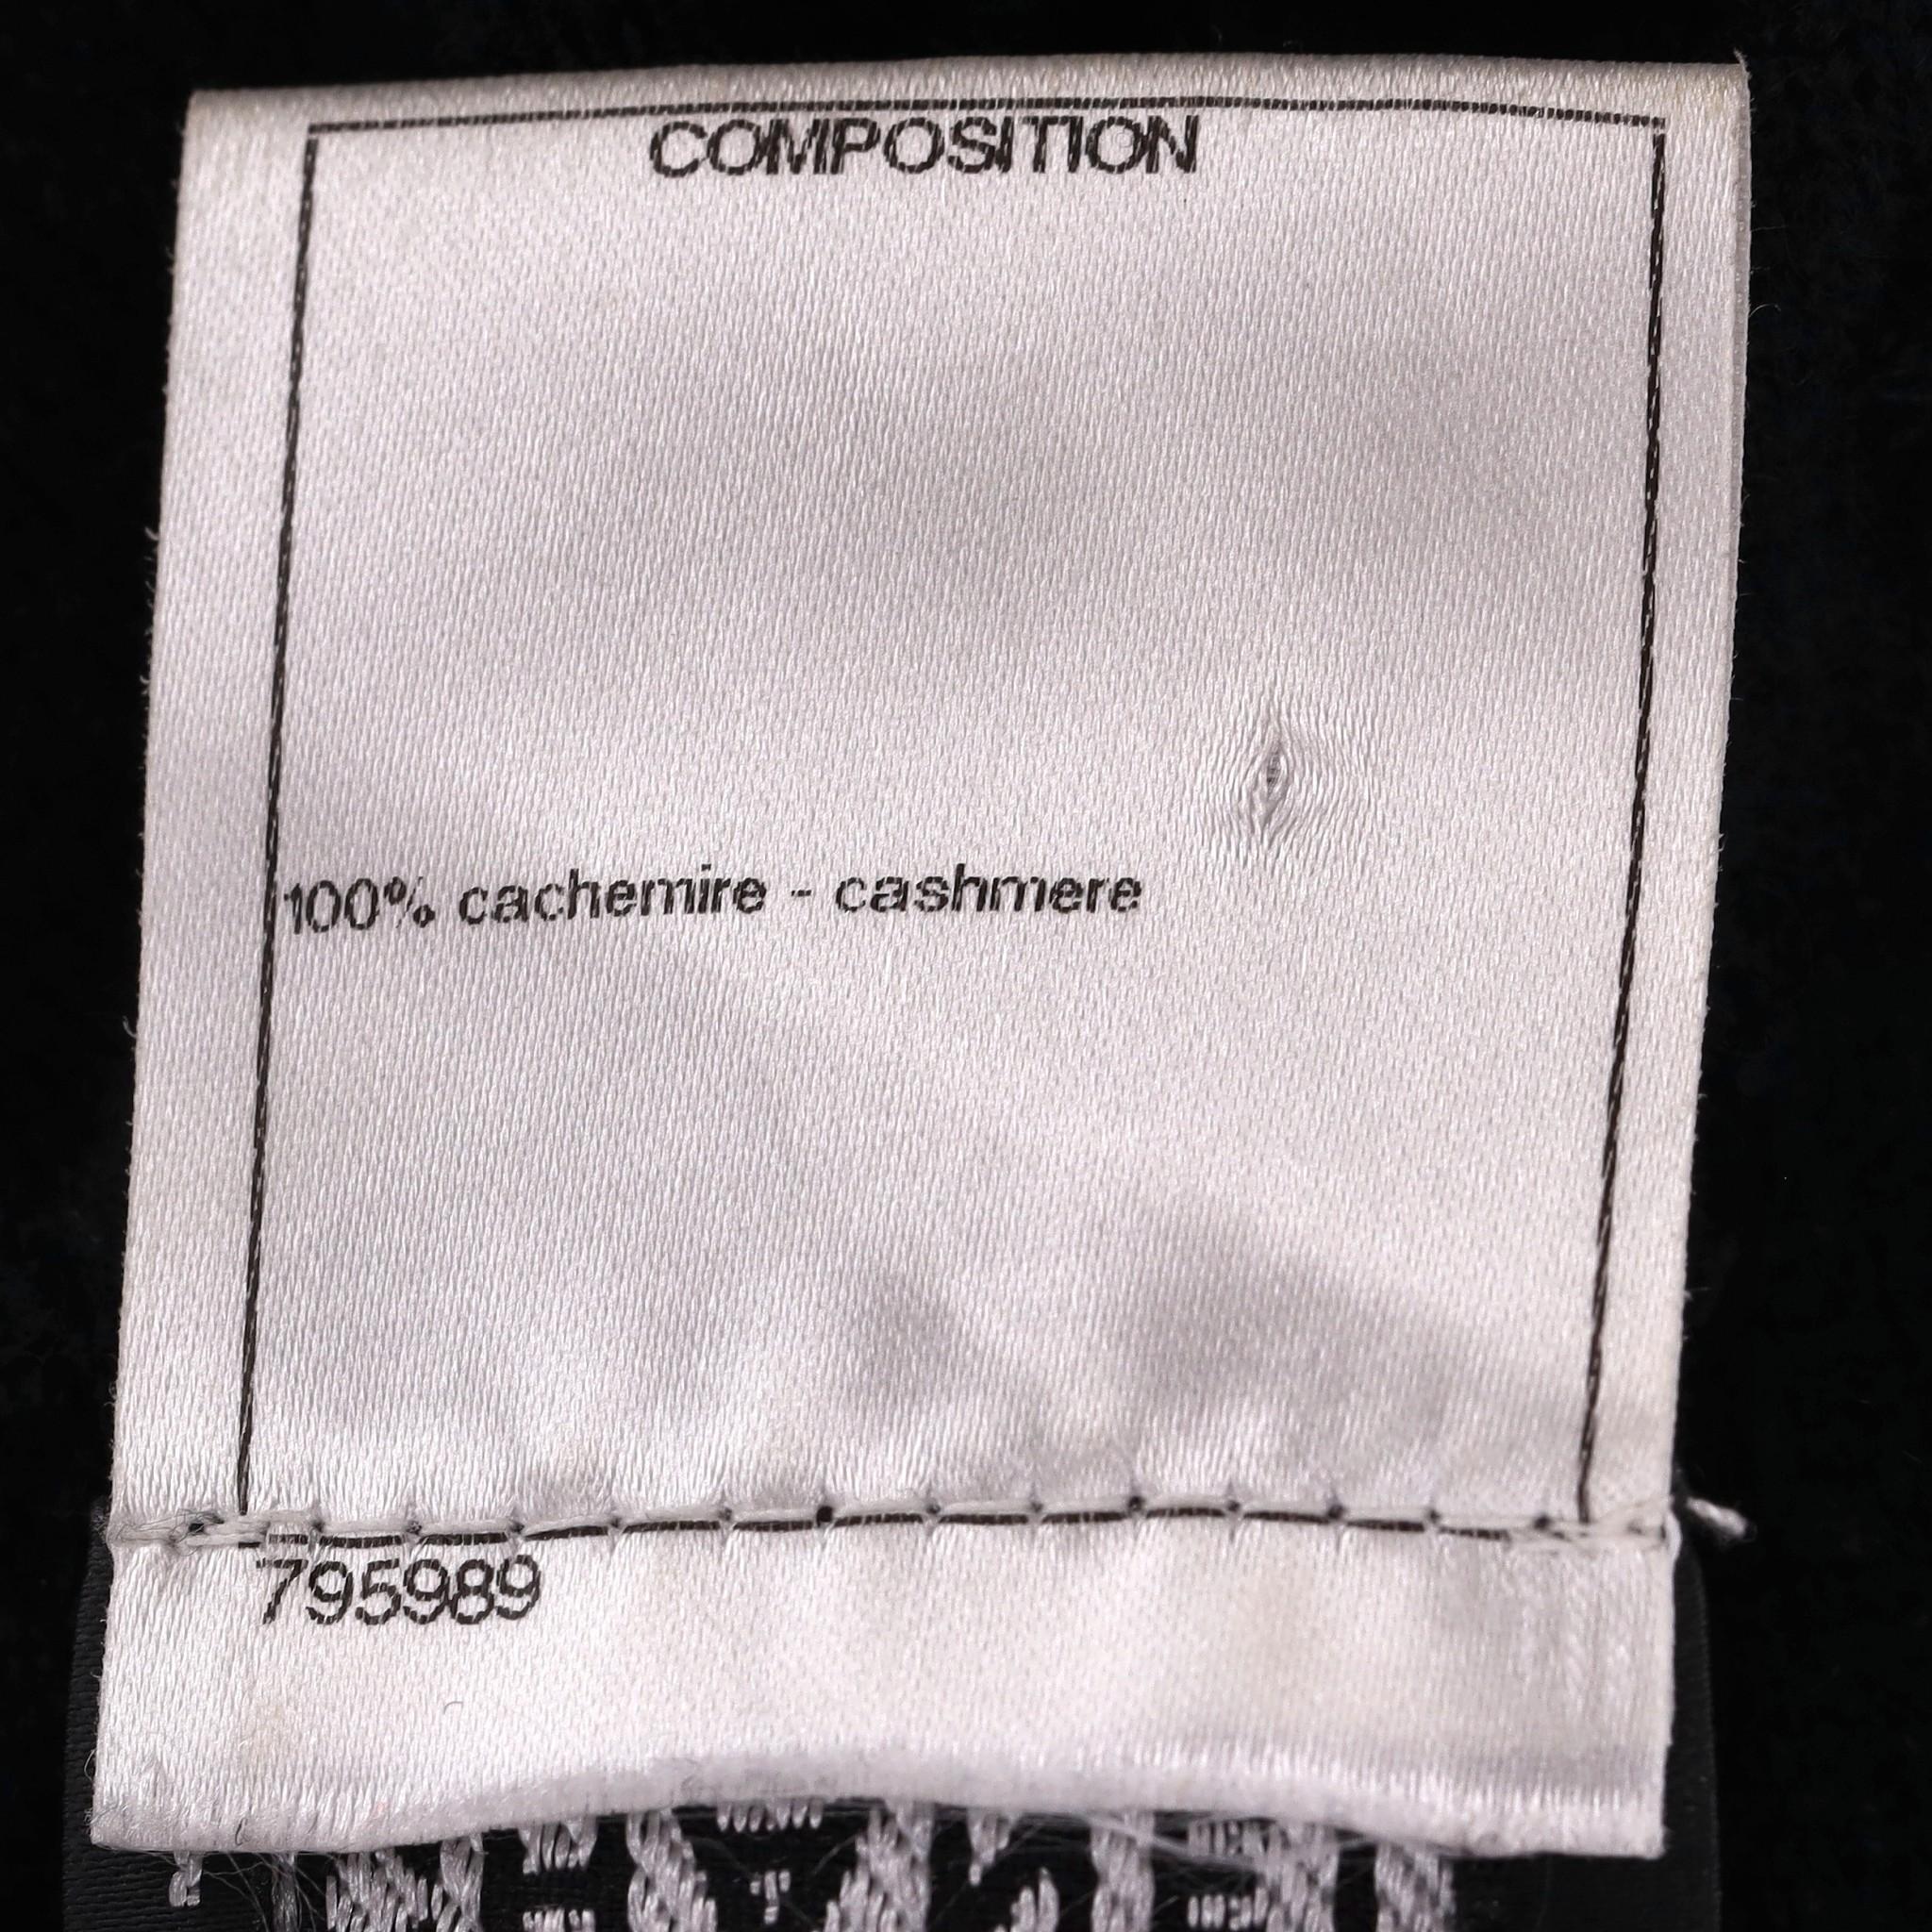 COMPOSITION
100% cachemire - cashmere
795989